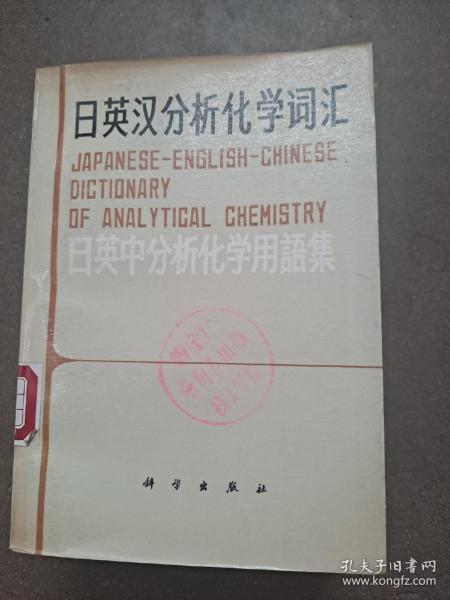 日英汉分析化学词汇
JAPANESE-ENGLISH-CHINESE
DICTIONARY
OF ANALYTICAL CHEMISTRY
日英中分析化学用語集
科学出版社
孔夫子旧书网
www.kongfz.com